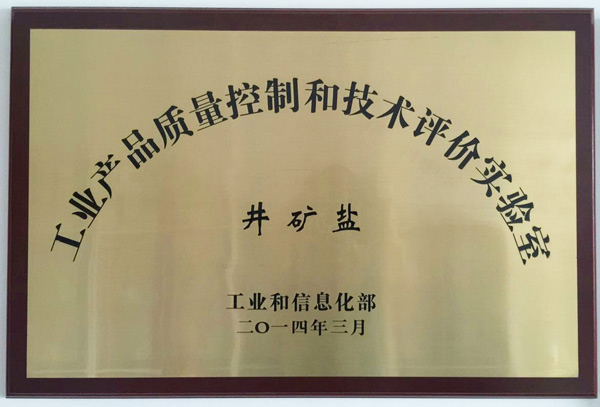 工业产品质量控制和技术评价实验室
井矿盐
工业和信息化部
二〇一四年三月